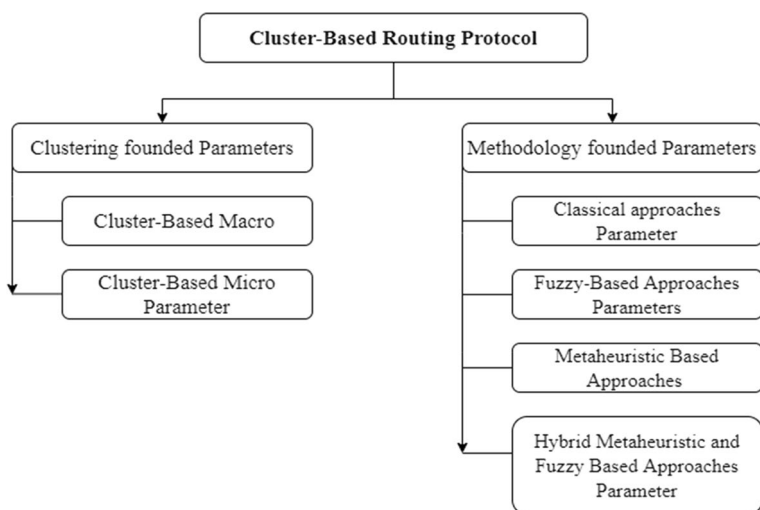 Cluster-Based Routing Protocol
Clustering founded Parameters
Cluster-Based Macro
Cluster-Based Micro
Parameter
Methodology founded Parameters
Classical approaches
Parameter
Fuzzy-Based Approaches
Parameters
Metaheuristic Based
Approaches
Hybrid Metaheuristic and
Fuzzy Based Approaches
Parameter